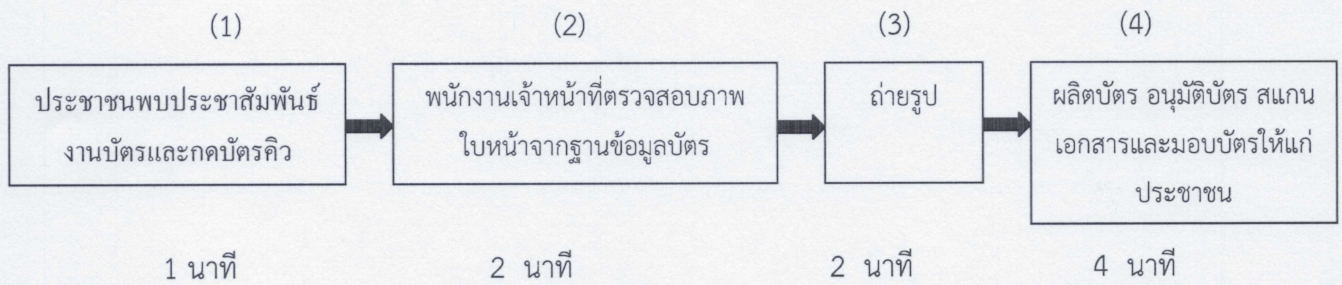 (1)
ประชาชนพบประชาสัมพันธ์
งานบัตรและกดบัตรคิว
1 นาที
(2)
พนักงานเจ้าหน้าที่ตรวจสอบภาพ
ใบหน้าจากฐานข้อมูลบัตร
2 นาที
(3)
ถ่ายรูป
2 นาที
(4)
ผลิตบัตร อนุมัติบัตร สแกน
เอกสารและมอบบัตรให้แก่
ประชาชน
4 นาที